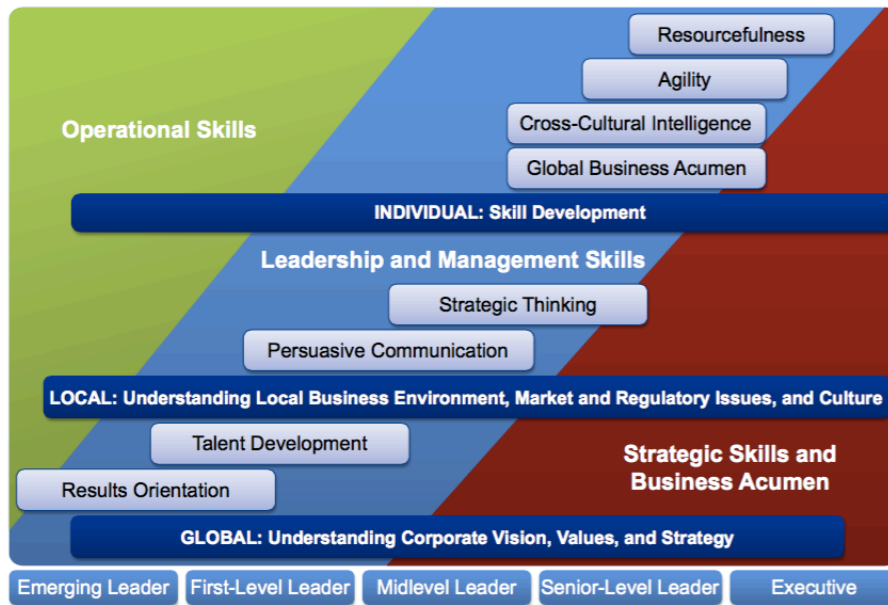 Resourcefulness
Agility
Operational Skills
Cross-Cultural Intelligence
Global Business Acumen
INDIVIDUAL: Skill Development
Leadership and Management Skills
Strategic Thinking
Persuasive Communication
LOCAL: Understanding Local Business Environment, Market and Regulatory Issues, and Culture
Talent Development
Strategic Skills and
Business Acumen
Results Orientation
GLOBAL: Understanding Corporate Vision, Values, and Strategy
Emerging Leader
First-Level Leader
Midlevel Leader
Senior-Level Leader
Executive